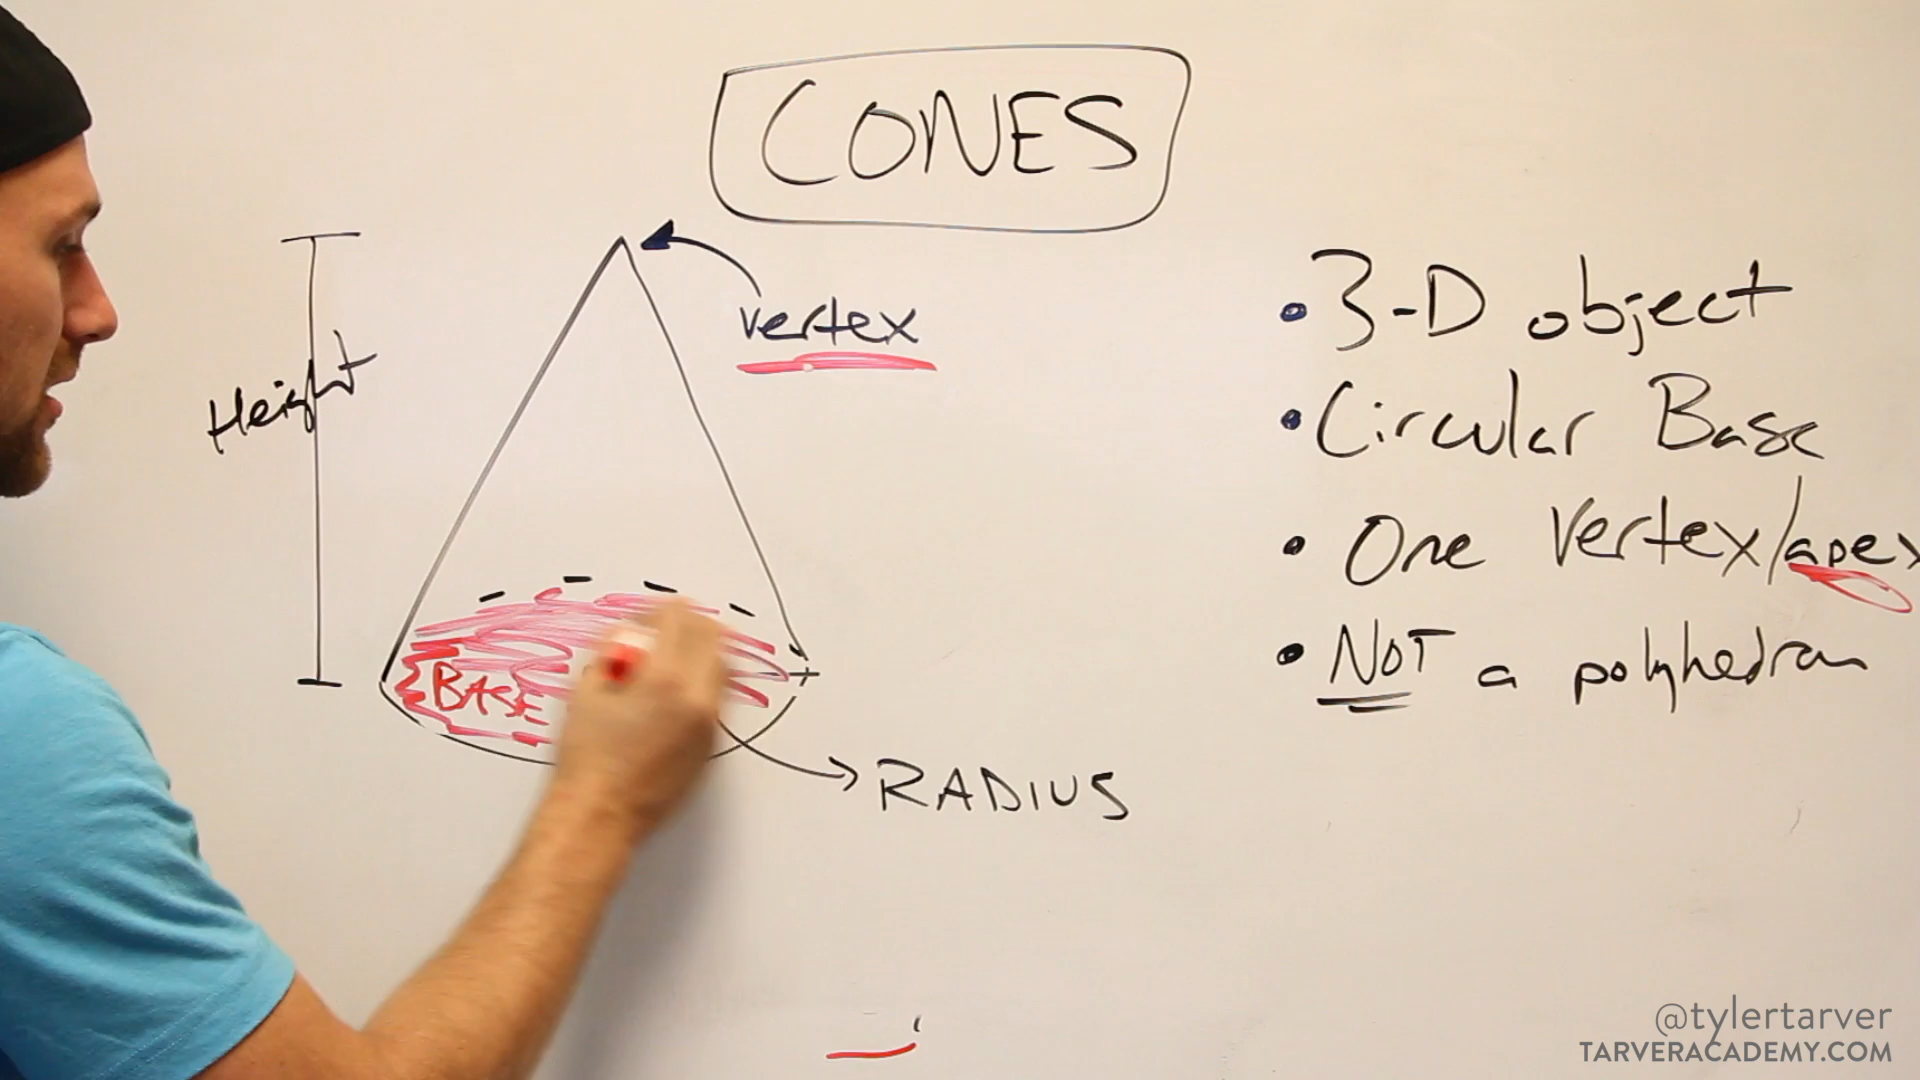 CONES
vertex
Height
BASE
RADIUS
• 3-D object
• Circular Base
• One Vertex/apex
• NOT a polyhedron
@tylertarver
TARVERACADEMY.COM